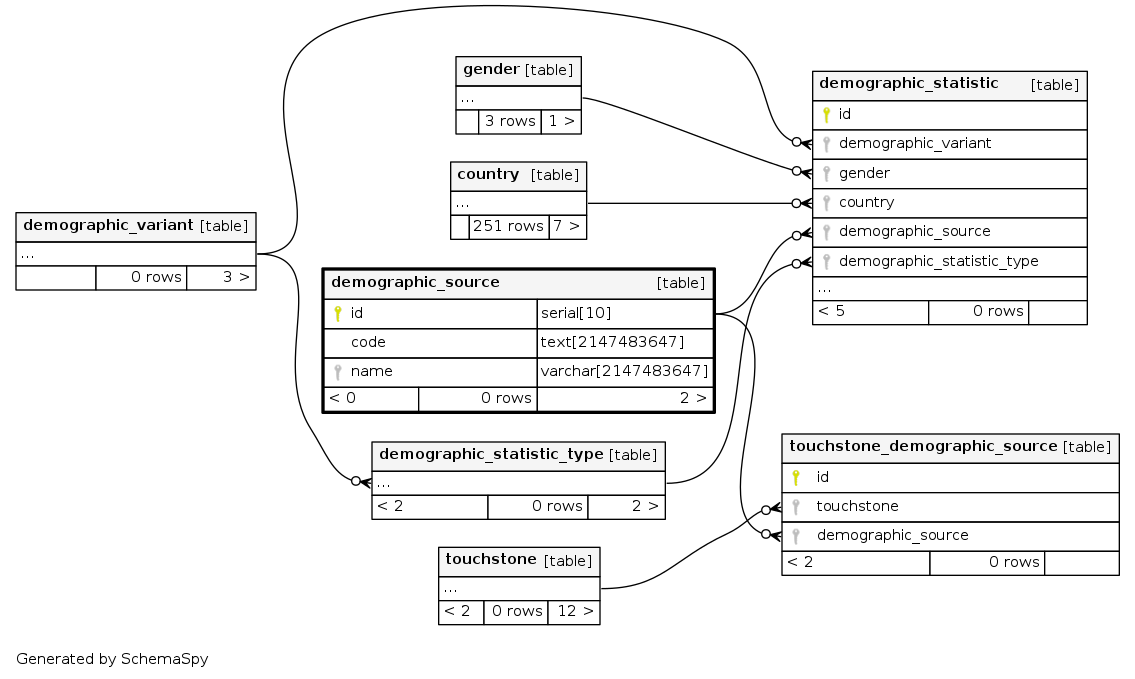 gender [table]
...
3 rows 1 >
country [table]
...
251 rows 7 >
demographic_variant [table]
...
0 rows 3 >
demographic_source [table]
id serial[10]
code text[2147483647]
name varchar[2147483647]
< 0 0 rows 2 >
demographic_statistic [table]
id
demographic_variant
gender
country
demographic_source
demographic_statistic_type
...
< 5 0 rows
demographic_statistic_type [table]
...
< 2 0 rows 2 >
touchstone_demographic_source [table]
id
touchstone
demographic_source
< 2 0 rows
touchstone [table]
...
< 2 0 rows 12 >
Generated by SchemaSpy